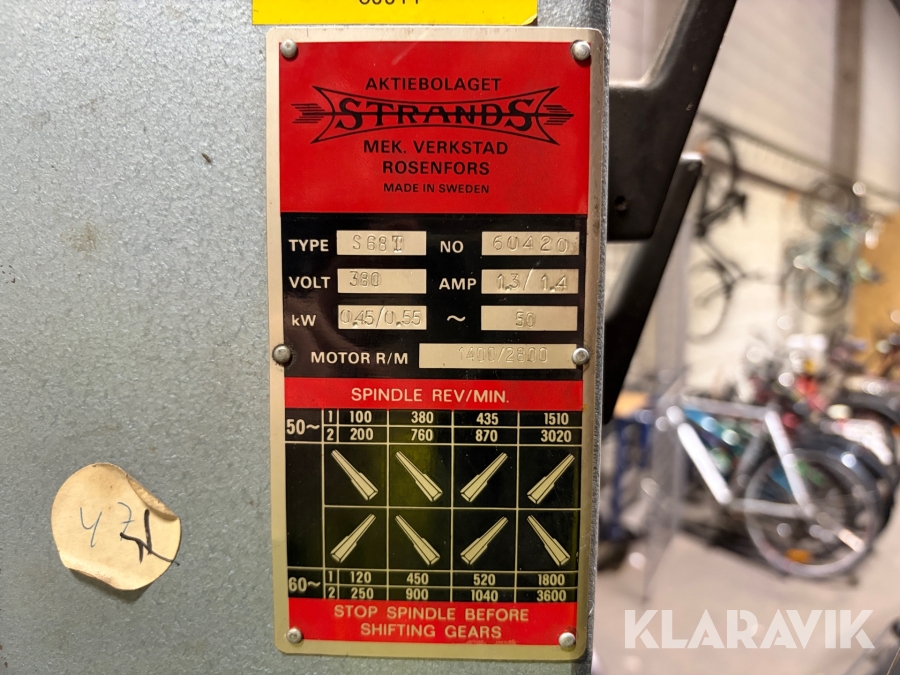 AKTIEBOLAGET
STRANDS
MEK. VERKSTAD
ROSENFORS
MADE IN SWEDEN
TYPE S68T NO 60420
VOLT 380 AMP 1.3/1.4
kW 0.45/0.55 ~ 50
MOTOR R/M 1400/2800
SPINDLE REV/MIN.
50~ 1 100 380 435 1510
2 200 760 870 3020
60~ 1 120 450 520 1800
2 250 900 1040 3600
STOP SPINDLE BEFORE
SHIFTING GEARS
KLARAVIK